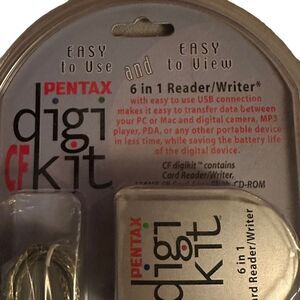 EASY
to Use
and
EASY
to View
PENTAX
digi
CF kit
6 in 1 Reader/Writer*
with easy to use USB connection
makes it easy to transfer data between
your PC or Mac and digital camera, MP3
player, PDA, or any other portable device
in less time, while saving the battery life
of the digital device.
CF digikit™ contains
Card Reader/Writer,
CD-ROM
PENTAX
digi
kit
6 in 1
rd Reader/Writer